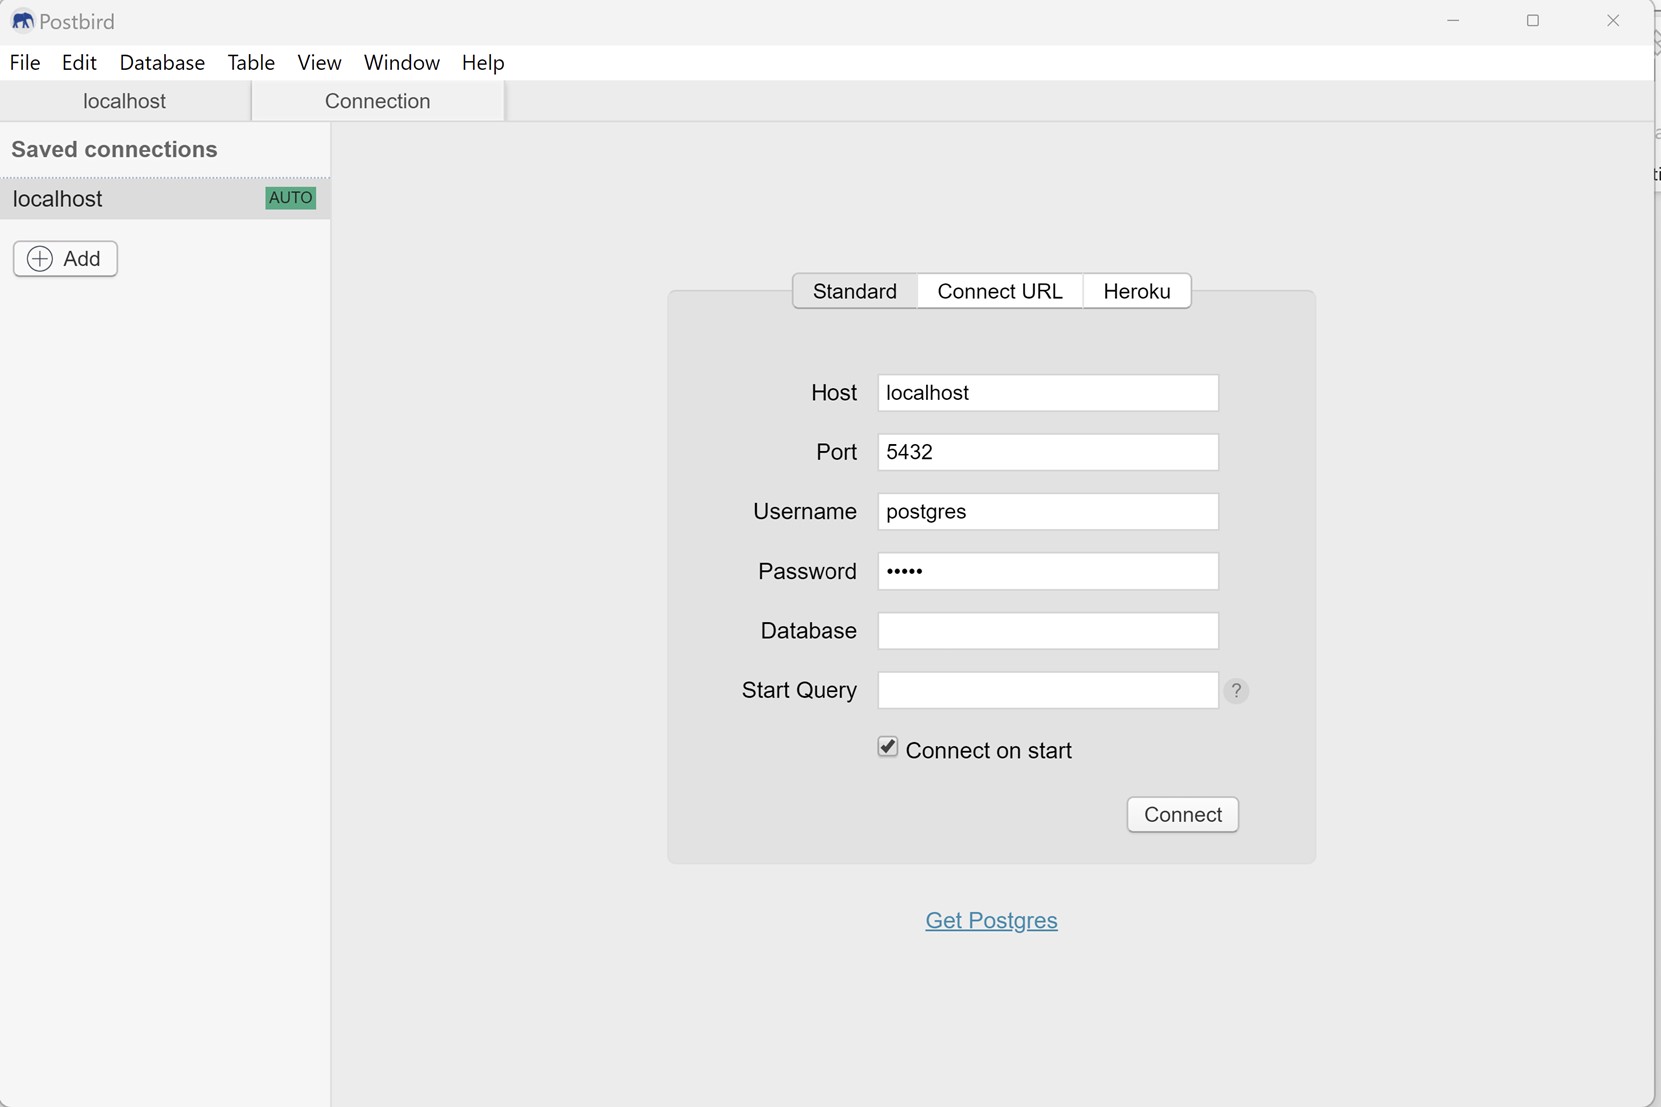 Postbird
File Edit Database Table View Window Help
localhost Connection
Saved connections
localhost AUTO
Add
Standard Connect URL Heroku
Host localhost
Port 5432
Username postgres
Password •••••
Database
Start Query ?
Connect on start
Connect
Get Postgres